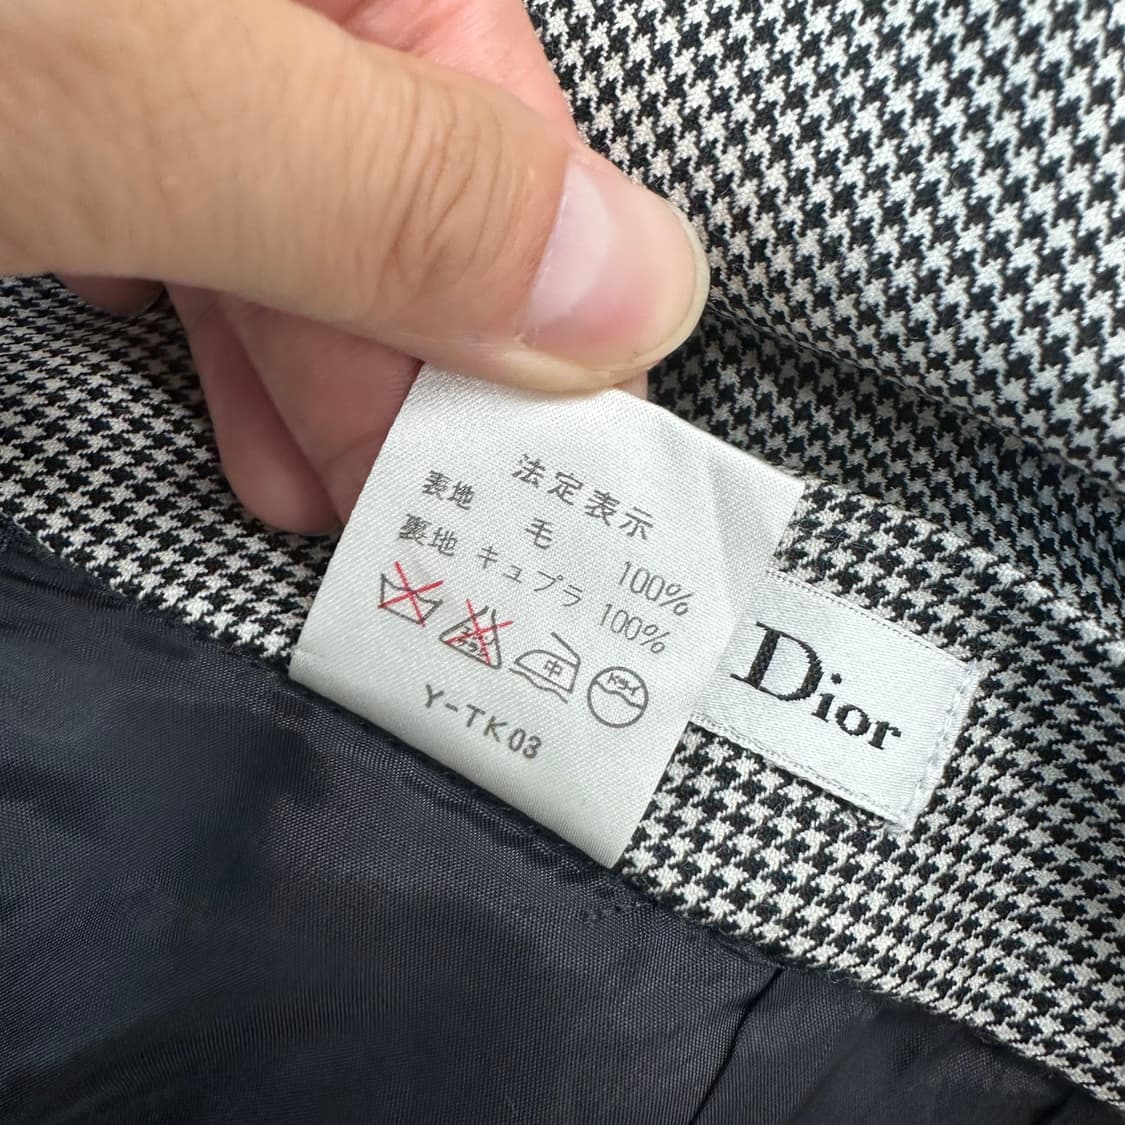 法定表示
表地 毛 100%
裏地 キュプラ 100%
中 ドライ
Y-TK03
Dior